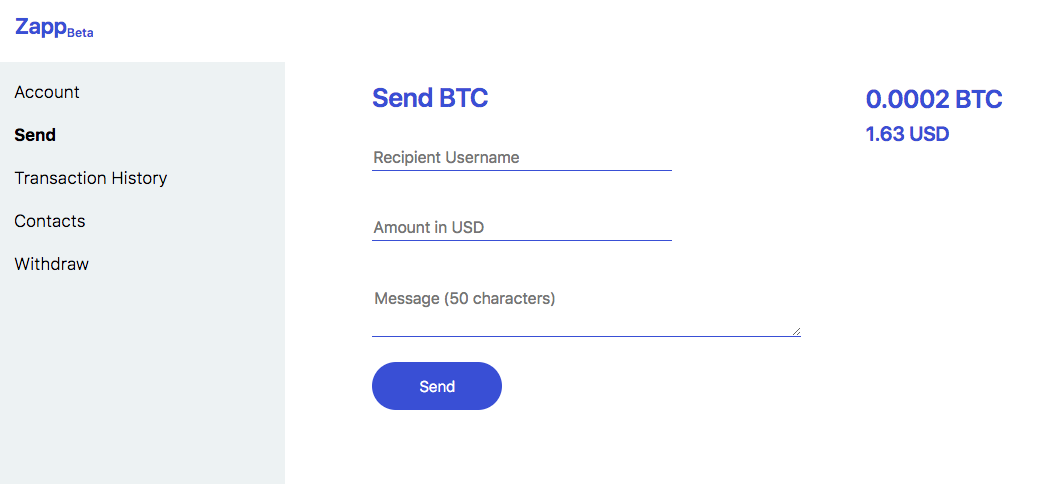 Zapp Beta
Account
Send
Transaction History
Contacts
Withdraw
Send BTC
Recipient Username
Amount in USD
Message (50 characters)
Send
0.0002 BTC
1.63 USD